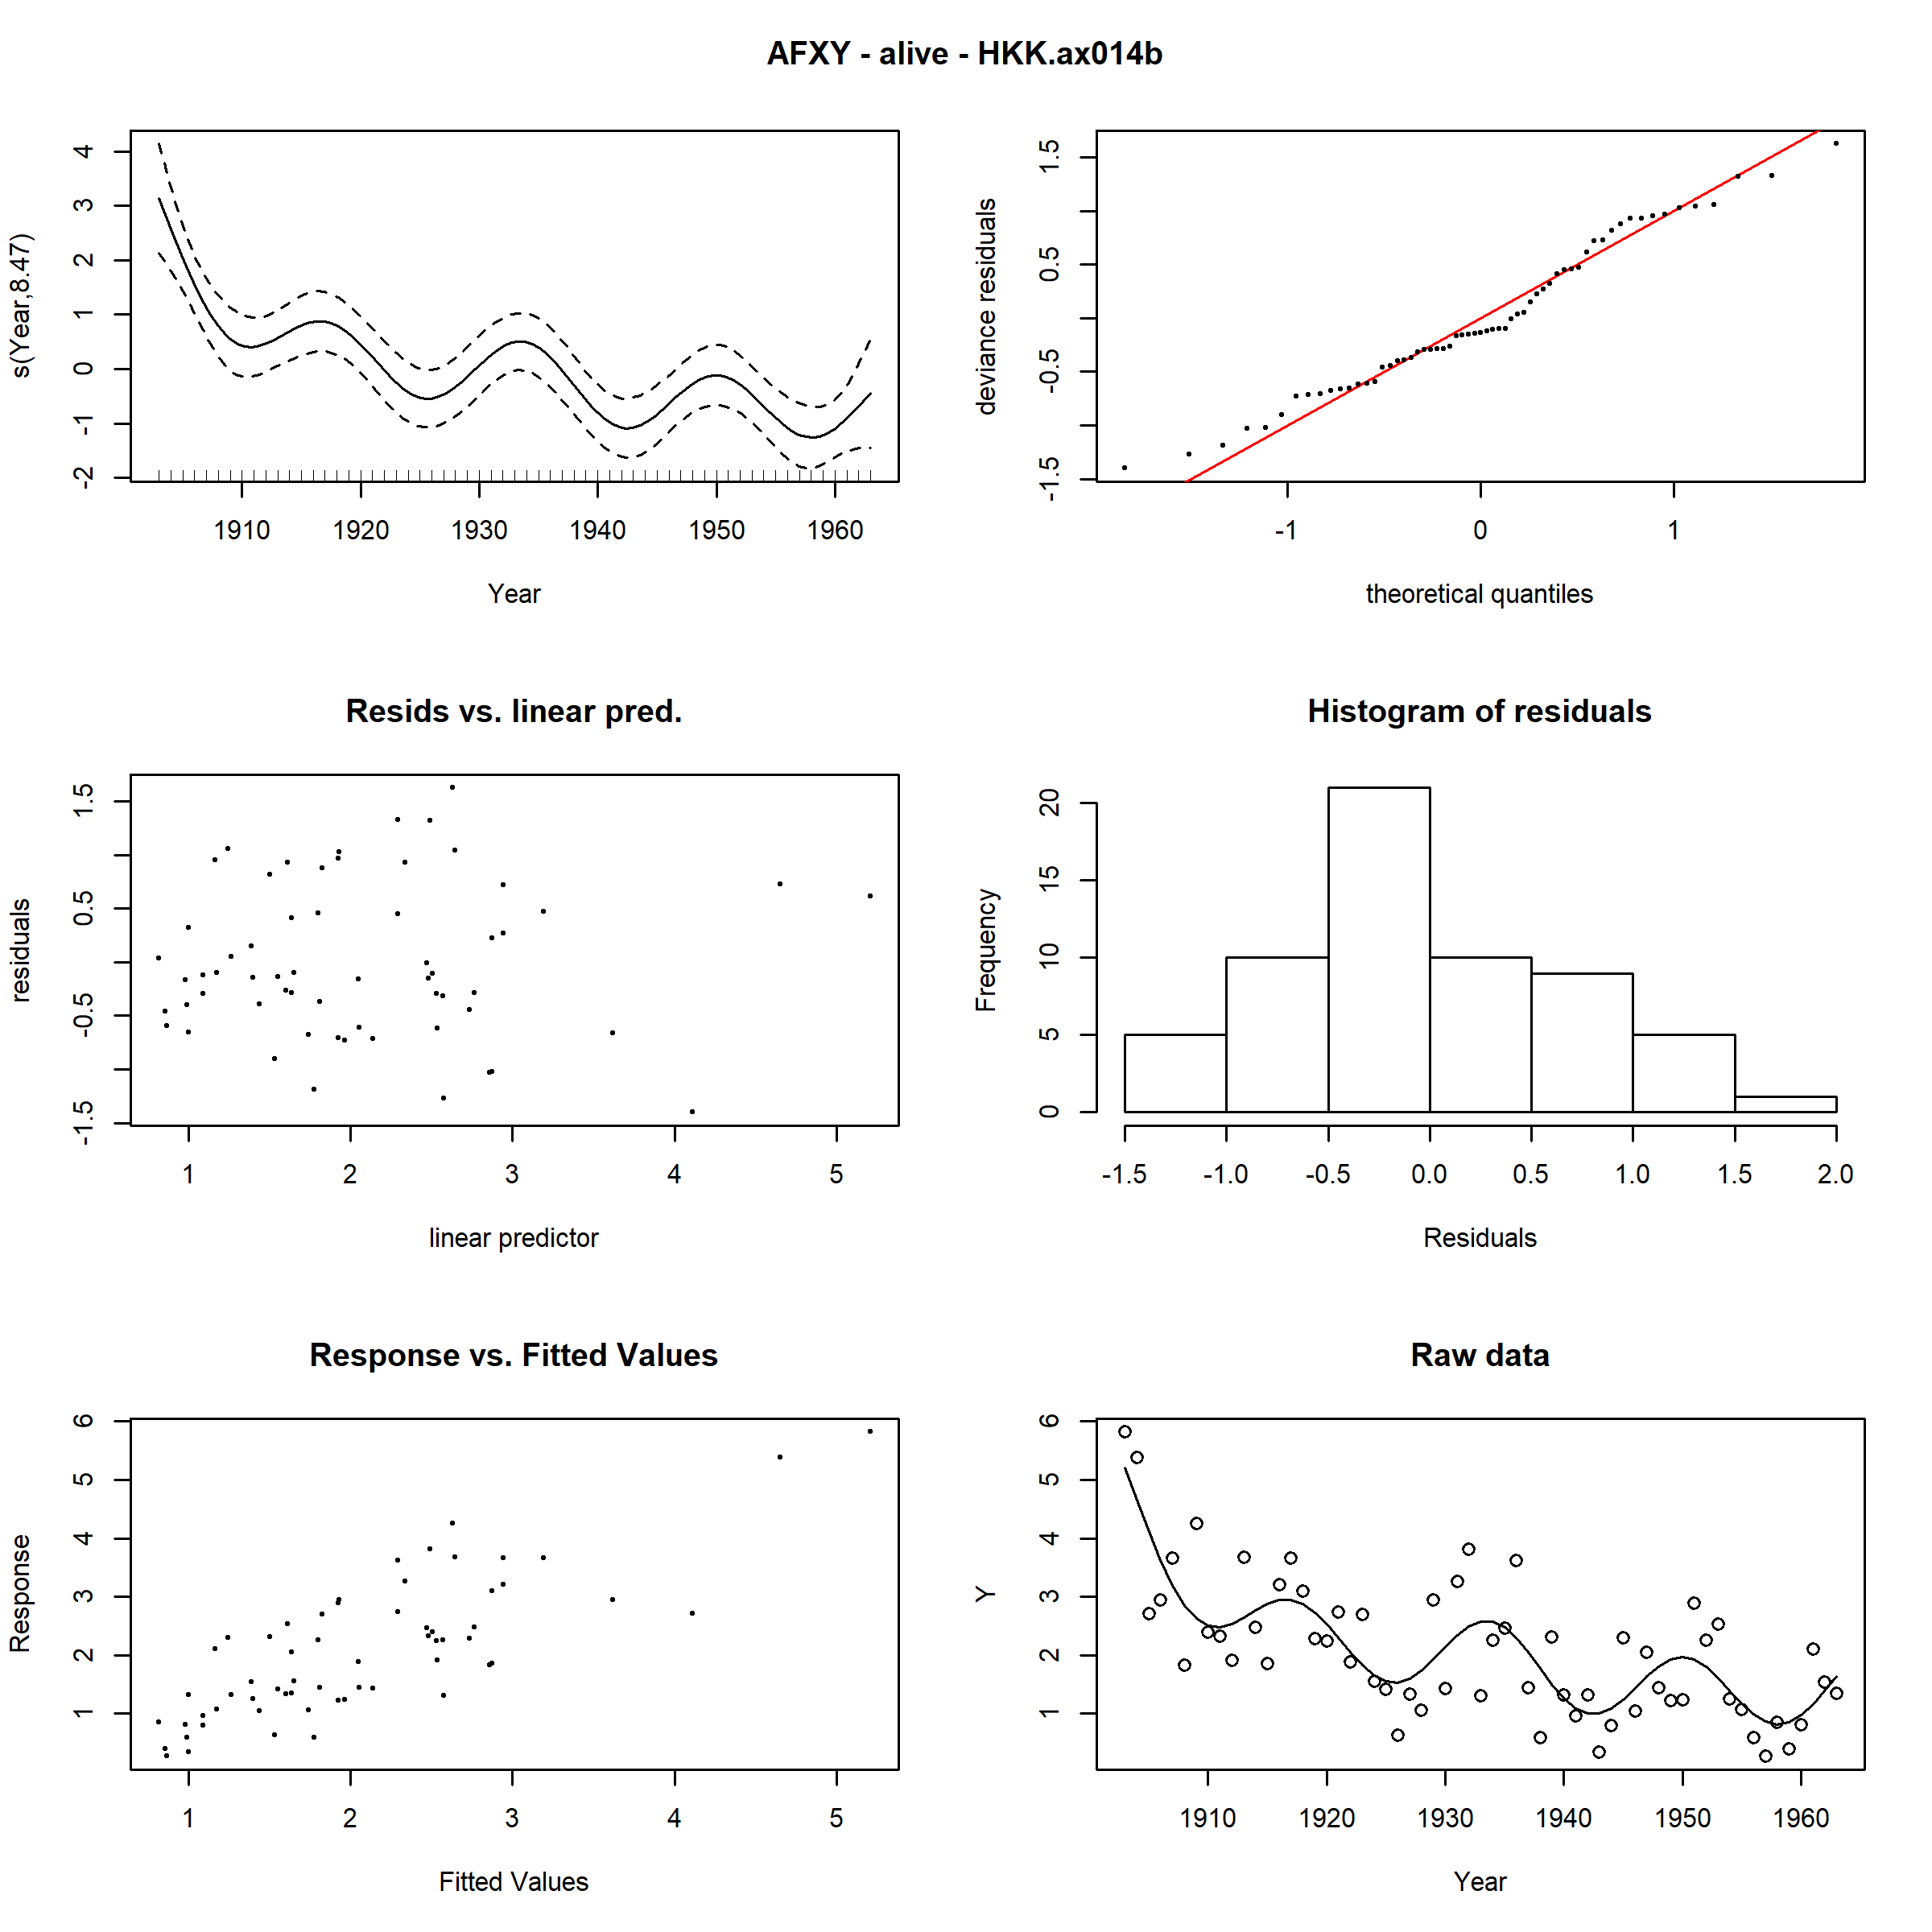 AFXY - alive - HKK.ax014b
s(Year,8.47)
4
3
2
1
0
-1
-2
1910 1920 1930 1940 1950 1960
Year
deviance residuals
1.5
0.5
-0.5
-1.5
-1 0 1
theoretical quantiles
Resids vs. linear pred.
residuals
1.5
0.5
-0.5
-1.5
1 2 3 4 5
linear predictor
Histogram of residuals
Frequency
20
15
10
5
0
-1.5 -1.0 -0.5 0.0 0.5 1.0 1.5 2.0
Residuals
Response vs. Fitted Values
Response
6
5
4
3
2
1
1 2 3 4 5
Fitted Values
Raw data
Y
6
5
4
3
2
1
1910 1920 1930 1940 1950 1960
Year